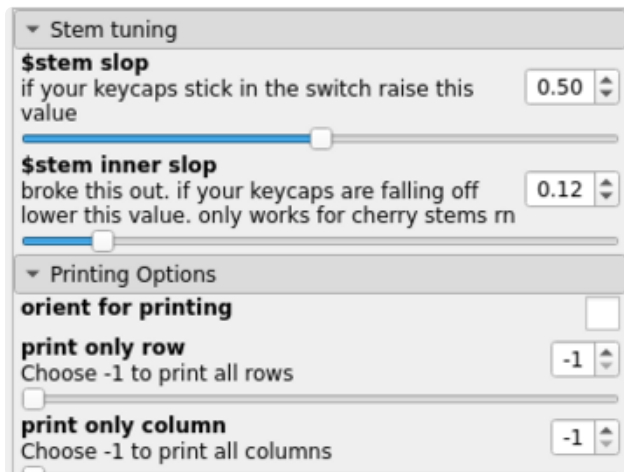 Stem tuning
$stem slop
if your keycaps stick in the switch raise this
value
0.50
$stem inner slop
broke this out. if your keycaps are falling off
lower this value. only works for cherry stems rn
0.12
Printing Options
orient for printing
print only row
Choose -1 to print all rows
-1
print only column
Choose -1 to print all columns
-1